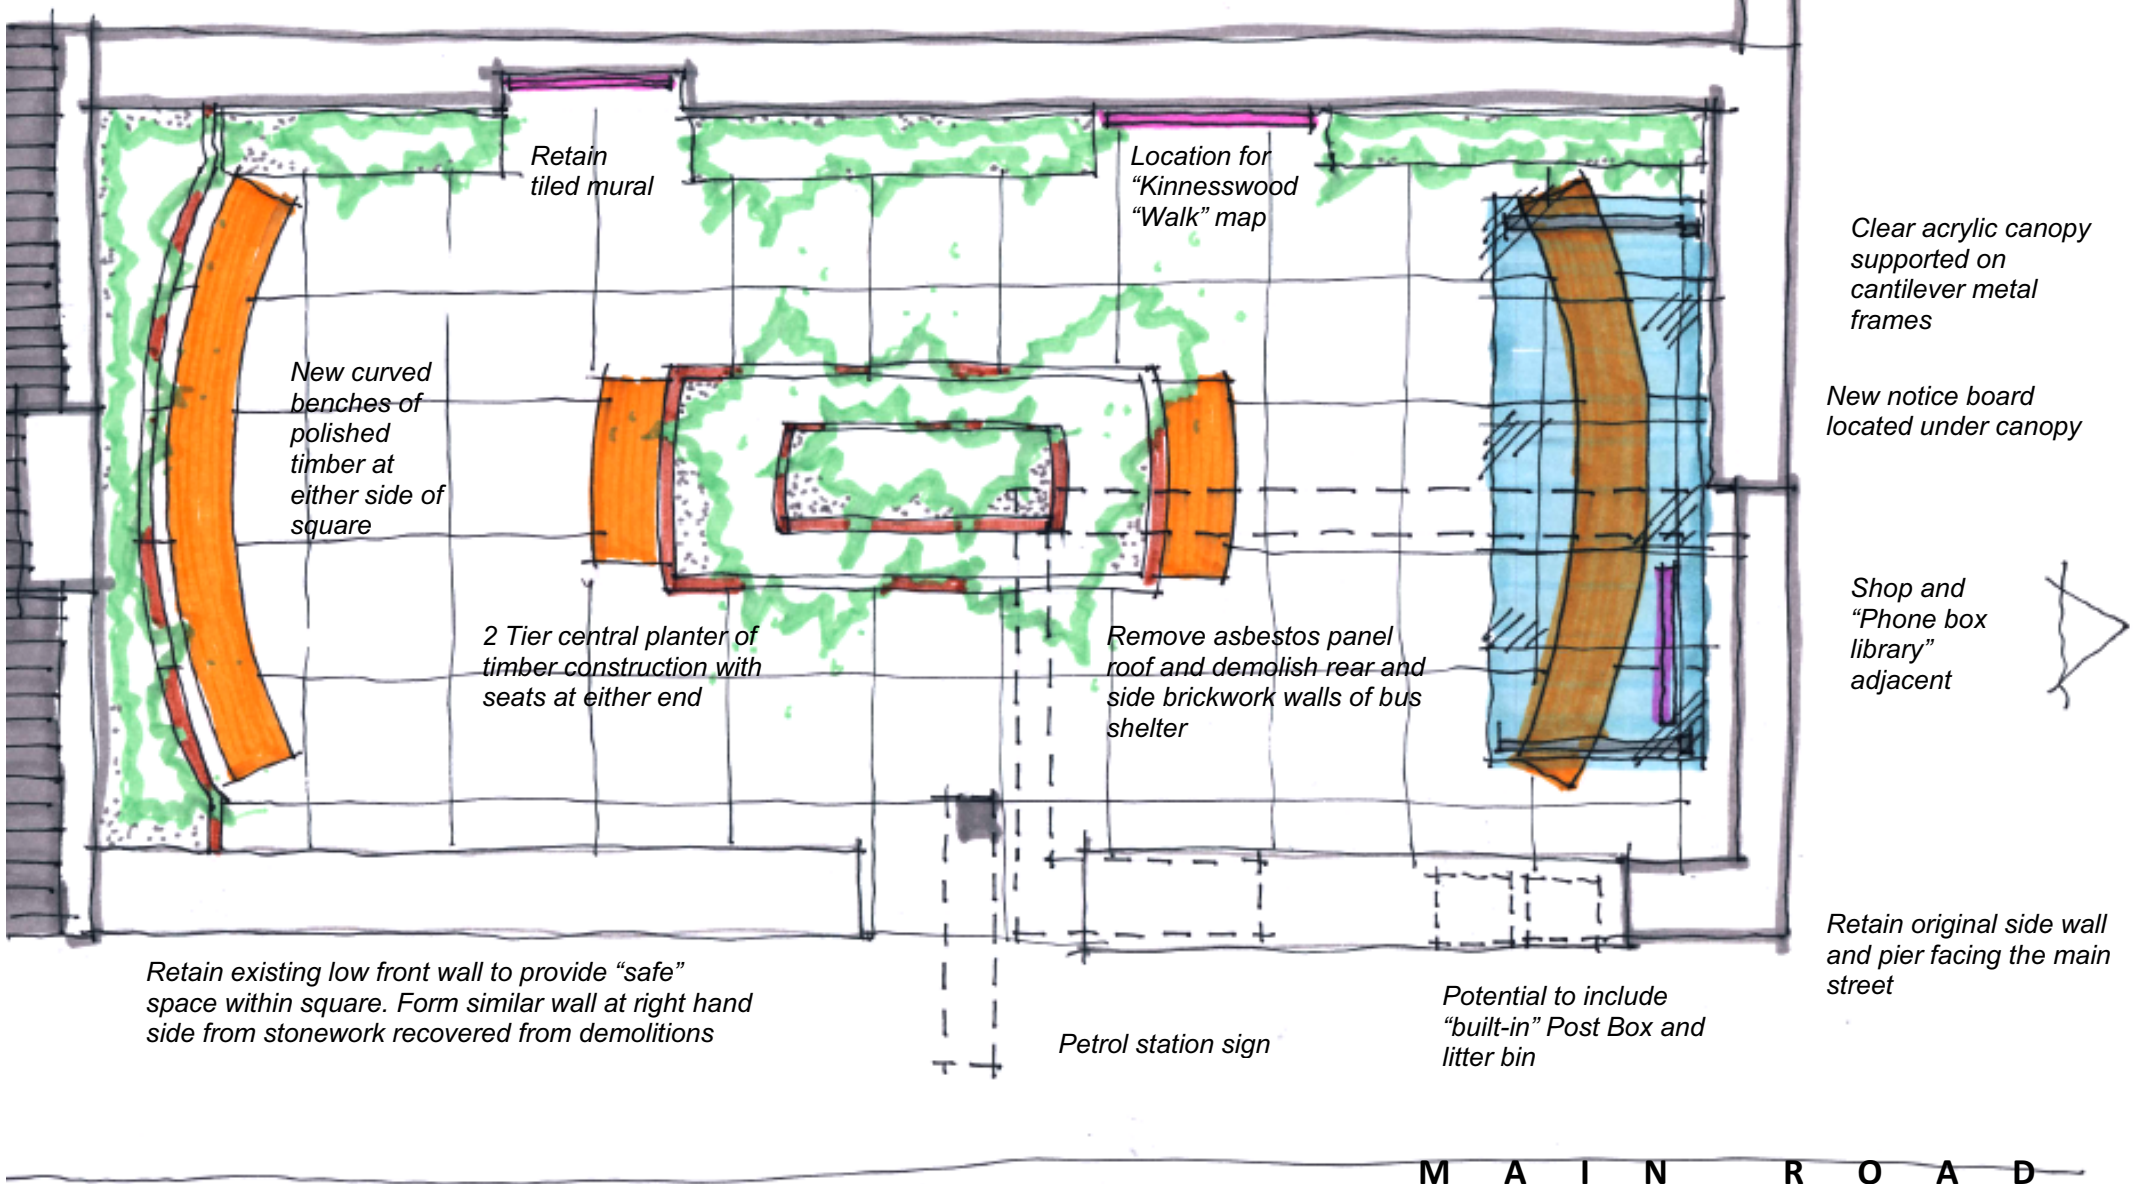 Retain
tiled mural
Location for
“Kinnesswood
“Walk” map
Clear acrylic canopy
supported on
cantilever metal
frames
New notice board
located under canopy
New curved
benches of
polished
timber at
either side of
square
Shop and
“Phone box
library”
adjacent
2 Tier central planter of
timber construction with
seats at either end
Remove asbestos panel
roof and demolish rear and
side brickwork walls of bus
shelter
Retain original side wall
and pier facing the main
street
Retain existing low front wall to provide “safe”
space within square. Form similar wall at right hand
side from stonework recovered from demolitions
Petrol station sign
Potential to include
“built-in” Post Box and
litter bin
MAIN ROAD